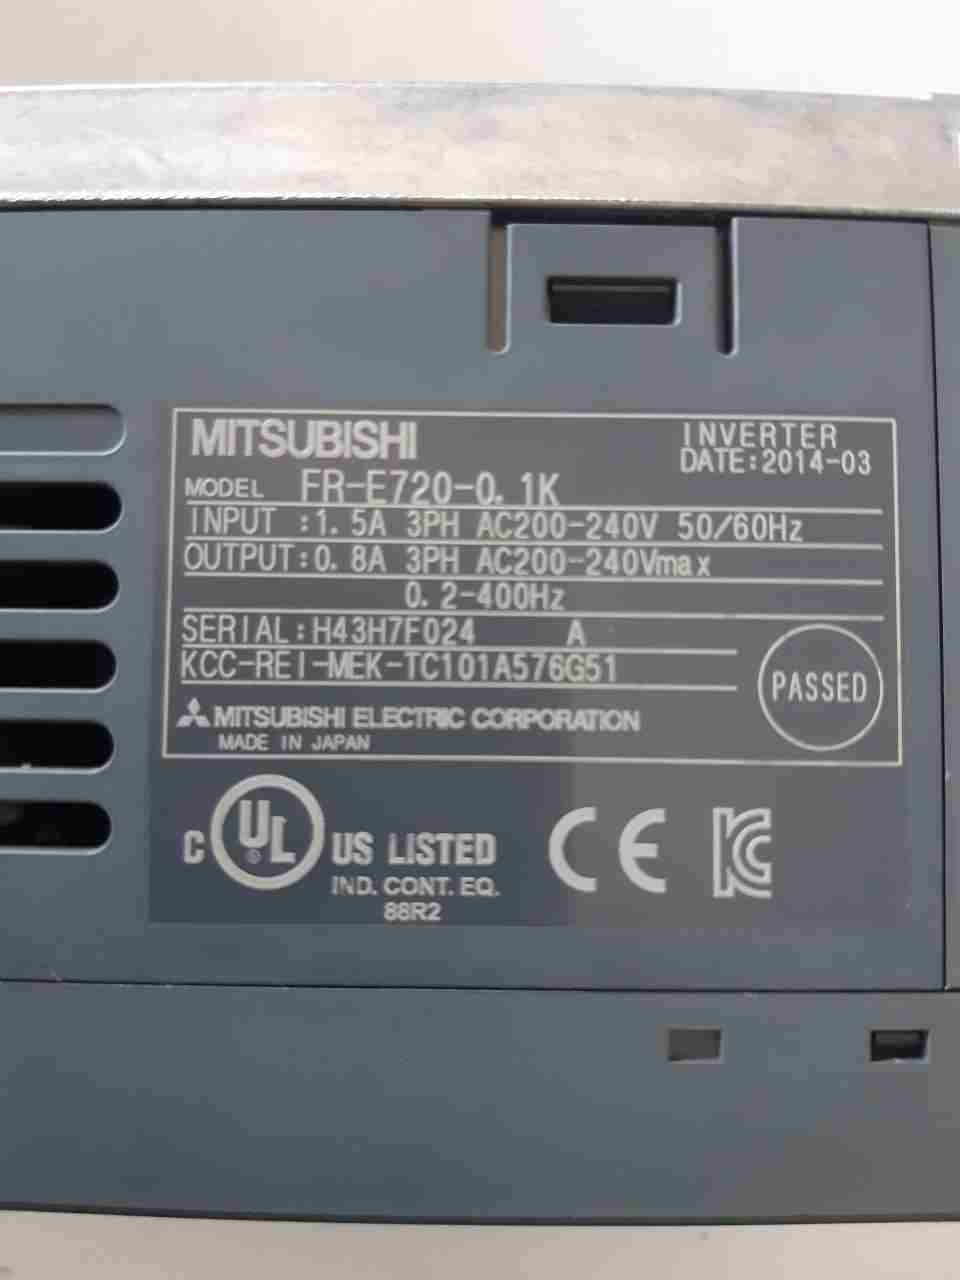 MITSUBISHI
INVERTER
DATE:2014-03
MODEL FR-E720-0.1K
INPUT :1.5A 3PH AC200-240V 50/60Hz
OUTPUT:0.8A 3PH AC200-240Vmax
0.2-400Hz
SERIAL:H43H7F024 A
KCC-REI-MEK-TC101A576G51
PASSED
MITSUBISHI ELECTRIC CORPORATION
MADE IN JAPAN
C UL ® US LISTED
IND. CONT. EQ.
88R2
CE
KC